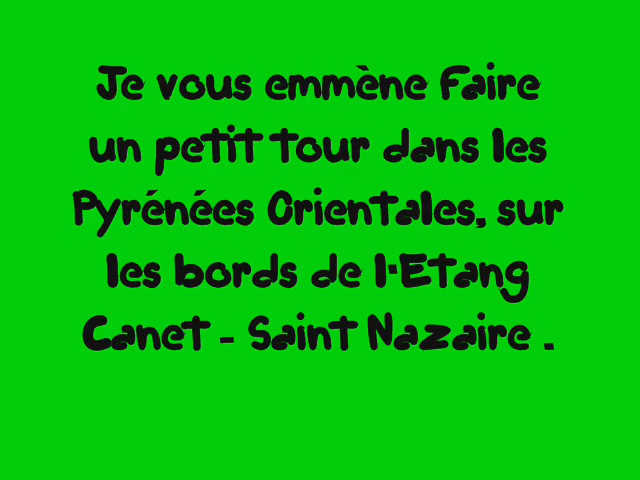 Je vous emmène Faire
un petit tour dans les
Pyrénées Orientales, sur
les bords de l·Etang
Canet - Saint Nazaire .